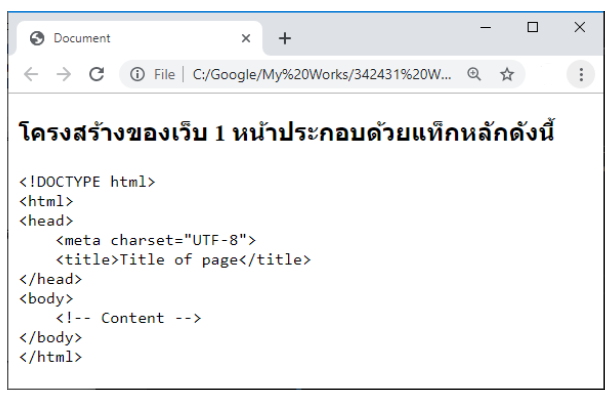 Document
File | C:/Google/My%20Works/342431%20W...
โครงสร้างของเว็บ 1 หน้าประกอบด้วยแท็กหลักดังนี้
<!DOCTYPE html>
<html>
<head>
    <meta charset="UTF-8">
    <title>Title of page</title>
</head>
<body>
    <!-- Content -->
</body>
</html>